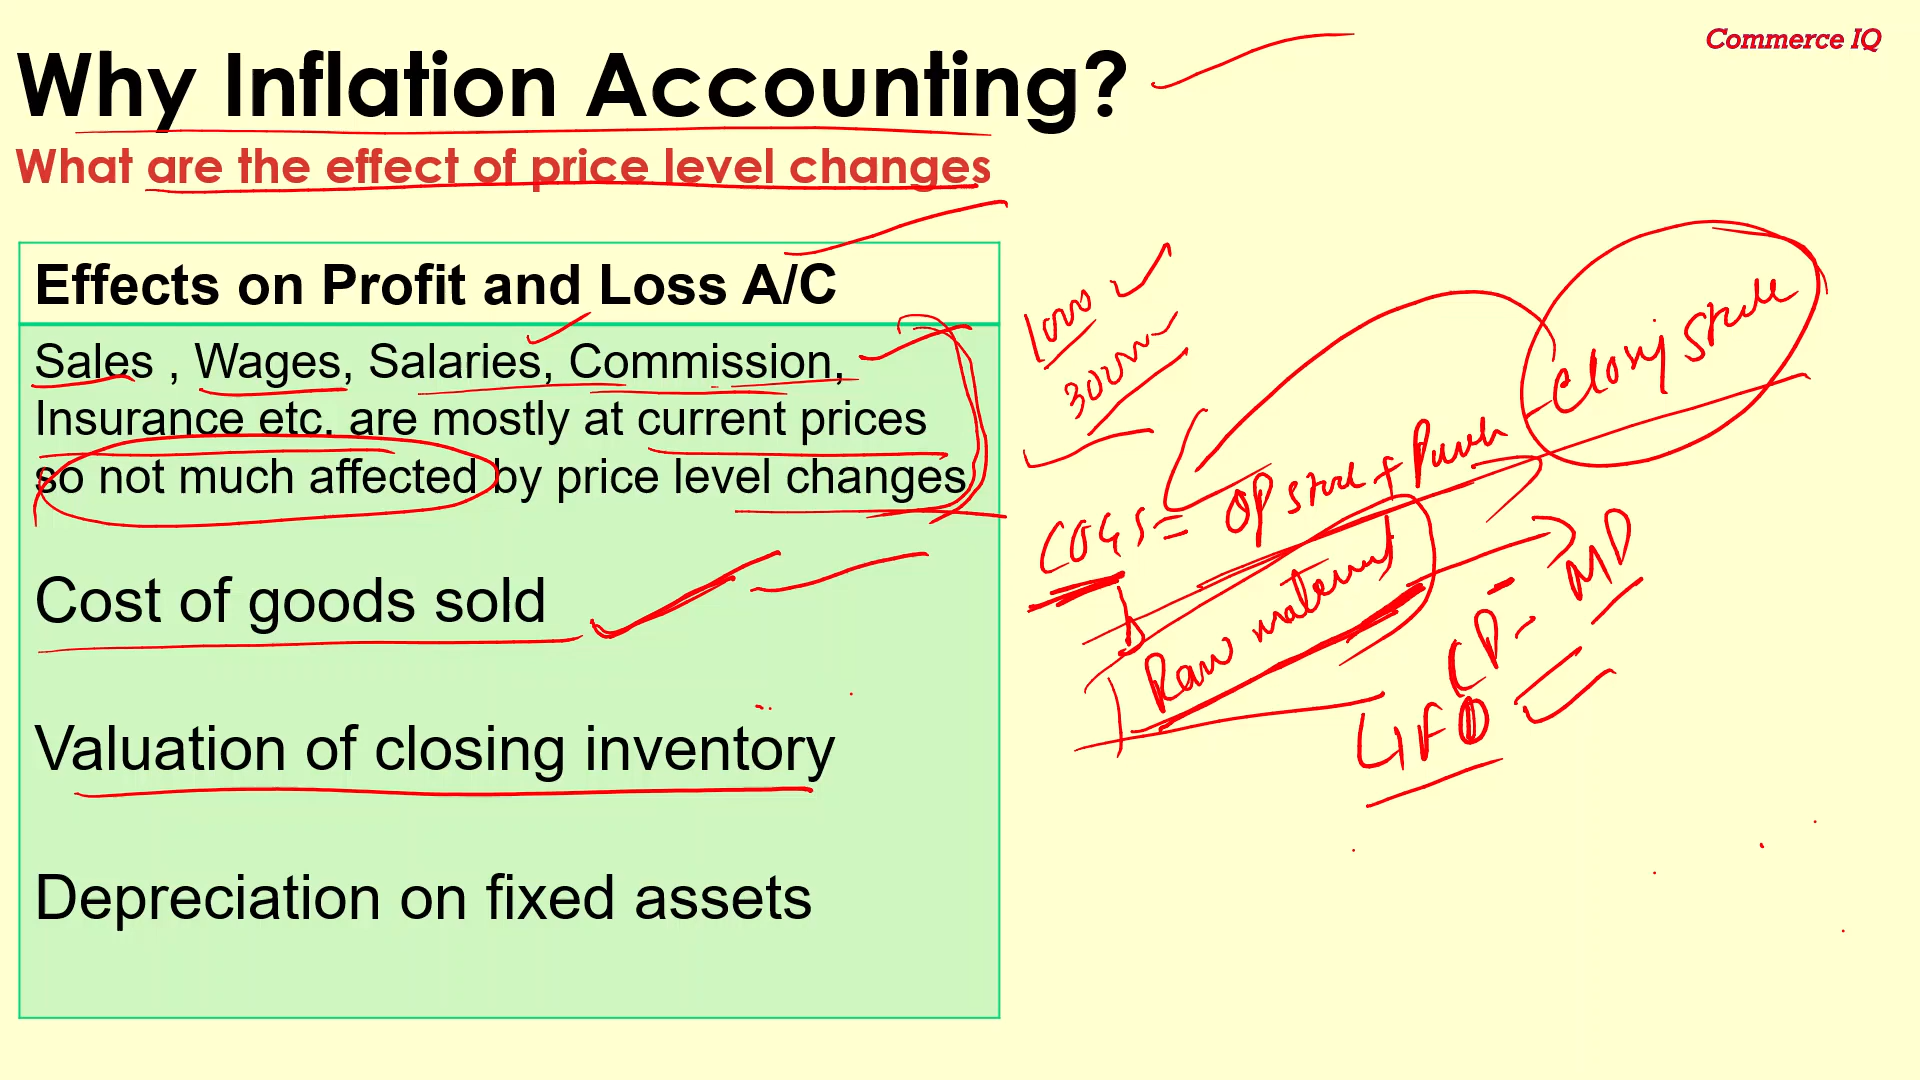 Commerce IQ
Why Inflation Accounting?
What are the effect of price level changes
Effects on Profit and Loss A/C
Sales , Wages, Salaries, Commission,
Insurance etc. are mostly at current prices
so not much affected by price level changes
Cost of goods sold
Valuation of closing inventory
Depreciation on fixed assets
COGS = OP stock + Purch
Raw material
LIFO